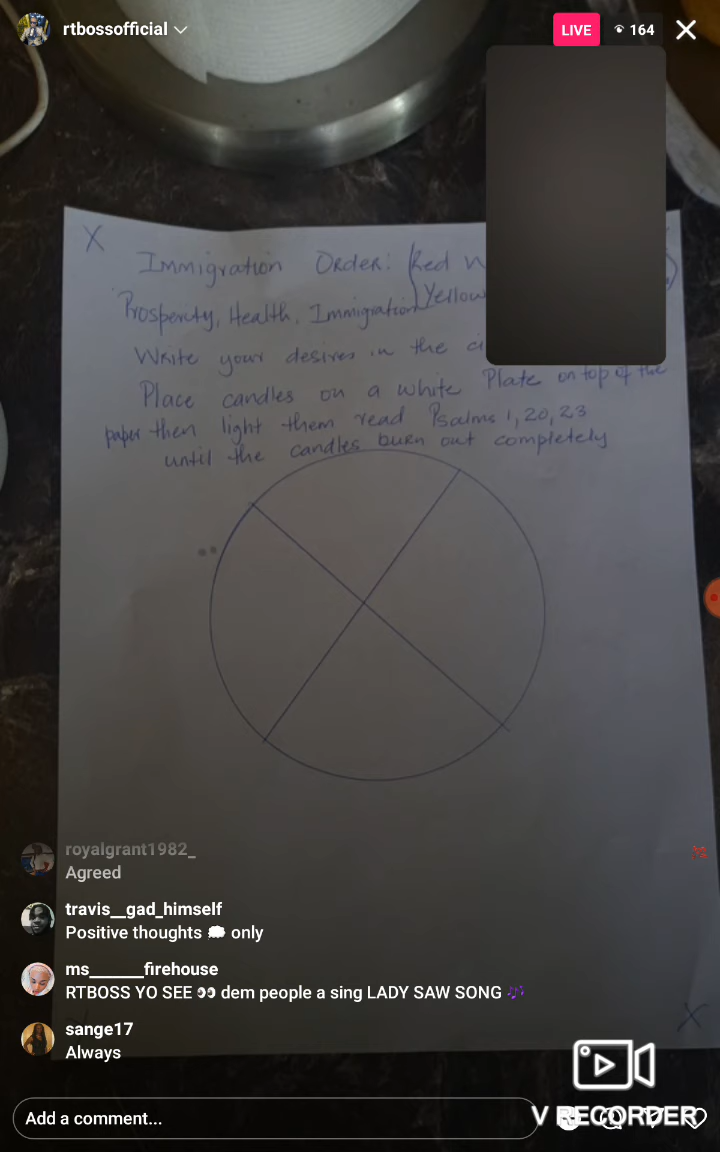 rtbossofficial
LIVE
164
X
Immigration Order: (Red W
Prosperity, Health, Immigration (Yellow
Write your desires in the ci
Place candles on a white Plate on top of the
paper then light them read Psalms 1, 20, 23
until the candles burn out completely
royalgrant1982_
Agreed
travis__gad_himself
Positive thoughts 💭 only
ms______firehouse
RTBOSS YO SEE 👀 dem people a sing LADY SAW SONG 🎶
sange17
Always
X
Add a comment...
V RECORDER